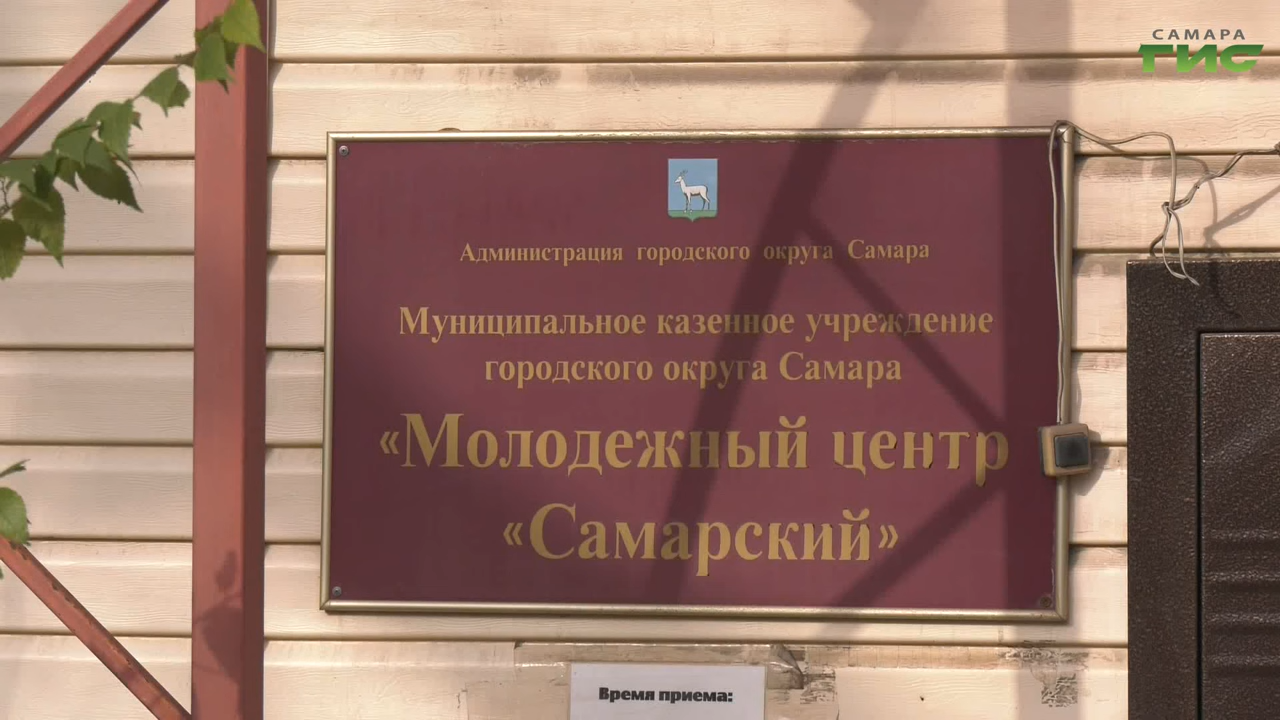 САМАРА
ГИС
Администрация городского округа Самара
Муниципальное казенное учреждение
городского округа Самара
«Молодежный центр
«Самарский»
Время приема: